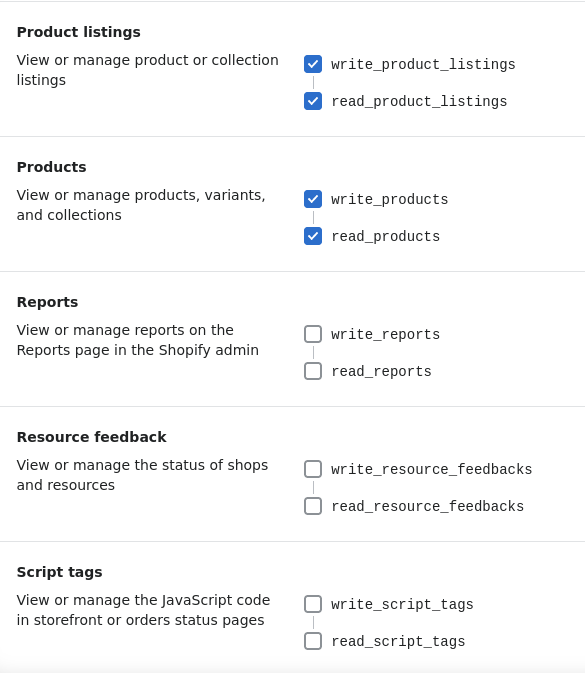 Product listings
View or manage product or collection
listings
write_product_listings
read_product_listings
Products
View or manage products, variants,
and collections
write_products
read_products
Reports
View or manage reports on the
Reports page in the Shopify admin
write_reports
read_reports
Resource feedback
View or manage the status of shops
and resources
write_resource_feedbacks
read_resource_feedbacks
Script tags
View or manage the JavaScript code
in storefront or orders status pages
write_script_tags
read_script_tags